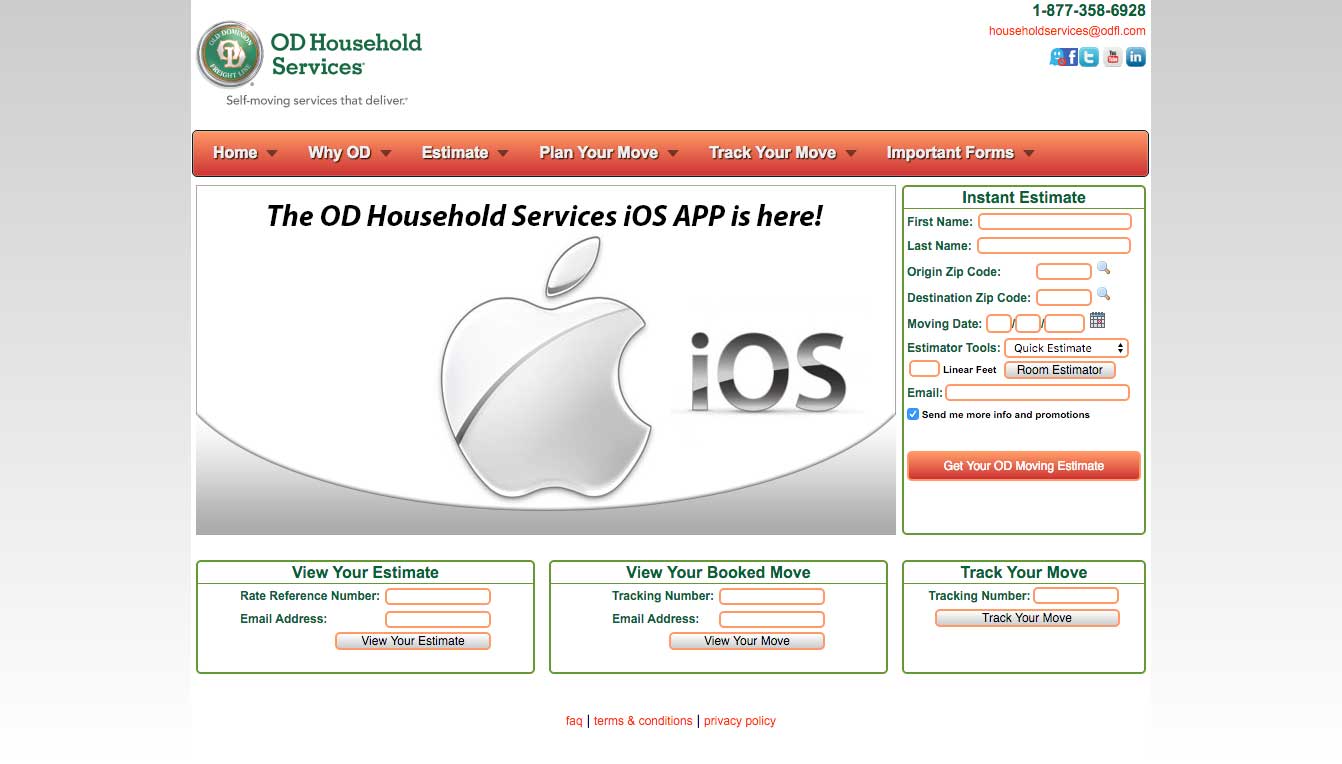 1-877-358-6928
householdservices@odfl.com
OLD DOMINION
OD
FREIGHT LINE
OD Household
Services
Self-moving services that deliver.
Home
Why OD
Estimate
Plan Your Move
Track Your Move
Important Forms
The OD Household Services iOS APP is here!
iOS
Instant Estimate
First Name:
Last Name:
Origin Zip Code:
Destination Zip Code:
Moving Date: / /
Estimator Tools: Quick Estimate
Linear Feet Room Estimator
Email:
Send me more info and promotions
Get Your OD Moving Estimate
View Your Estimate
Rate Reference Number:
Email Address:
View Your Estimate
View Your Booked Move
Tracking Number:
Email Address:
View Your Move
Track Your Move
Tracking Number:
Track Your Move
faq | terms & conditions | privacy policy